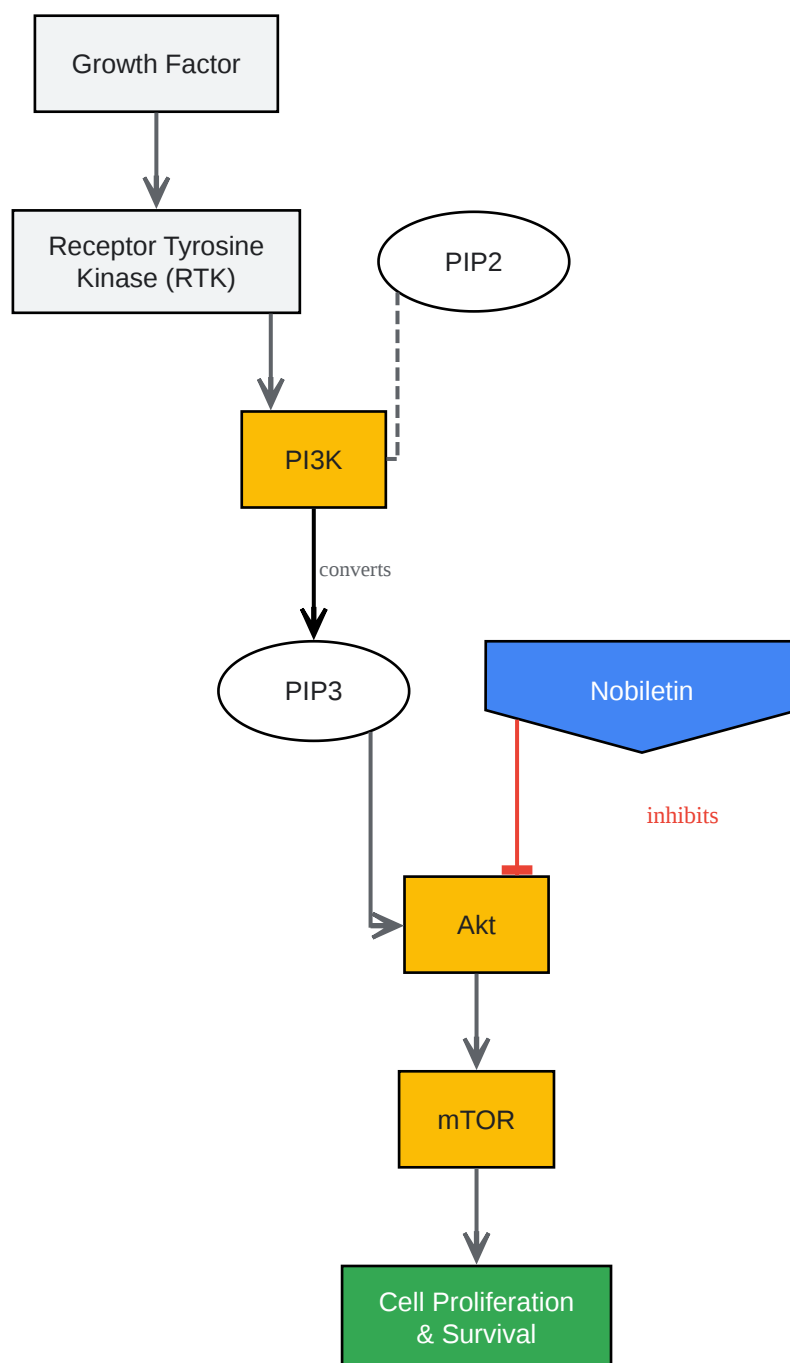 Growth Factor
Receptor Tyrosine
Kinase (RTK)
PIP2
PI3K
converts
PIP3
Nobiletin
inhibits
Akt
mTOR
Cell Proliferation
& Survival